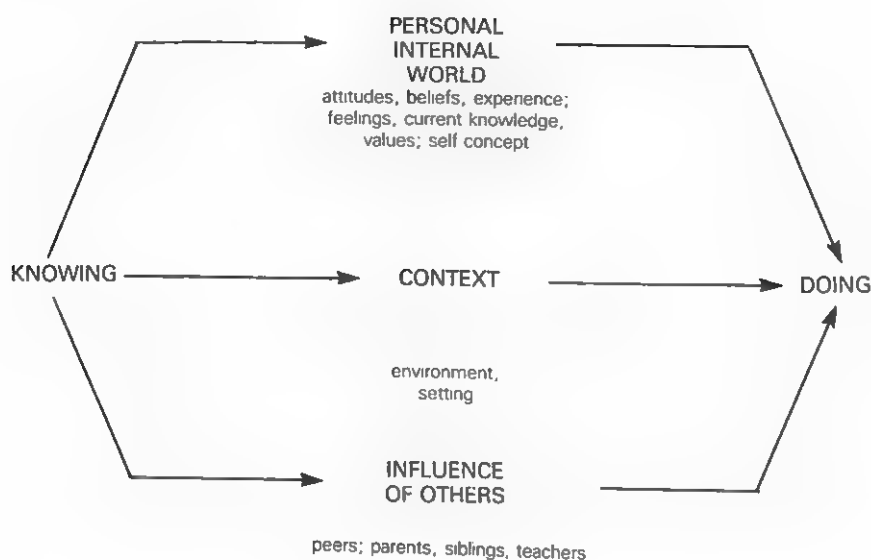 PERSONAL
INTERNAL
WORLD
attitudes, beliefs, experience;
feelings, current knowledge,
values; self concept
KNOWING
CONTEXT
DOING
environment,
setting
INFLUENCE
OF OTHERS
peers; parents, siblings, teachers